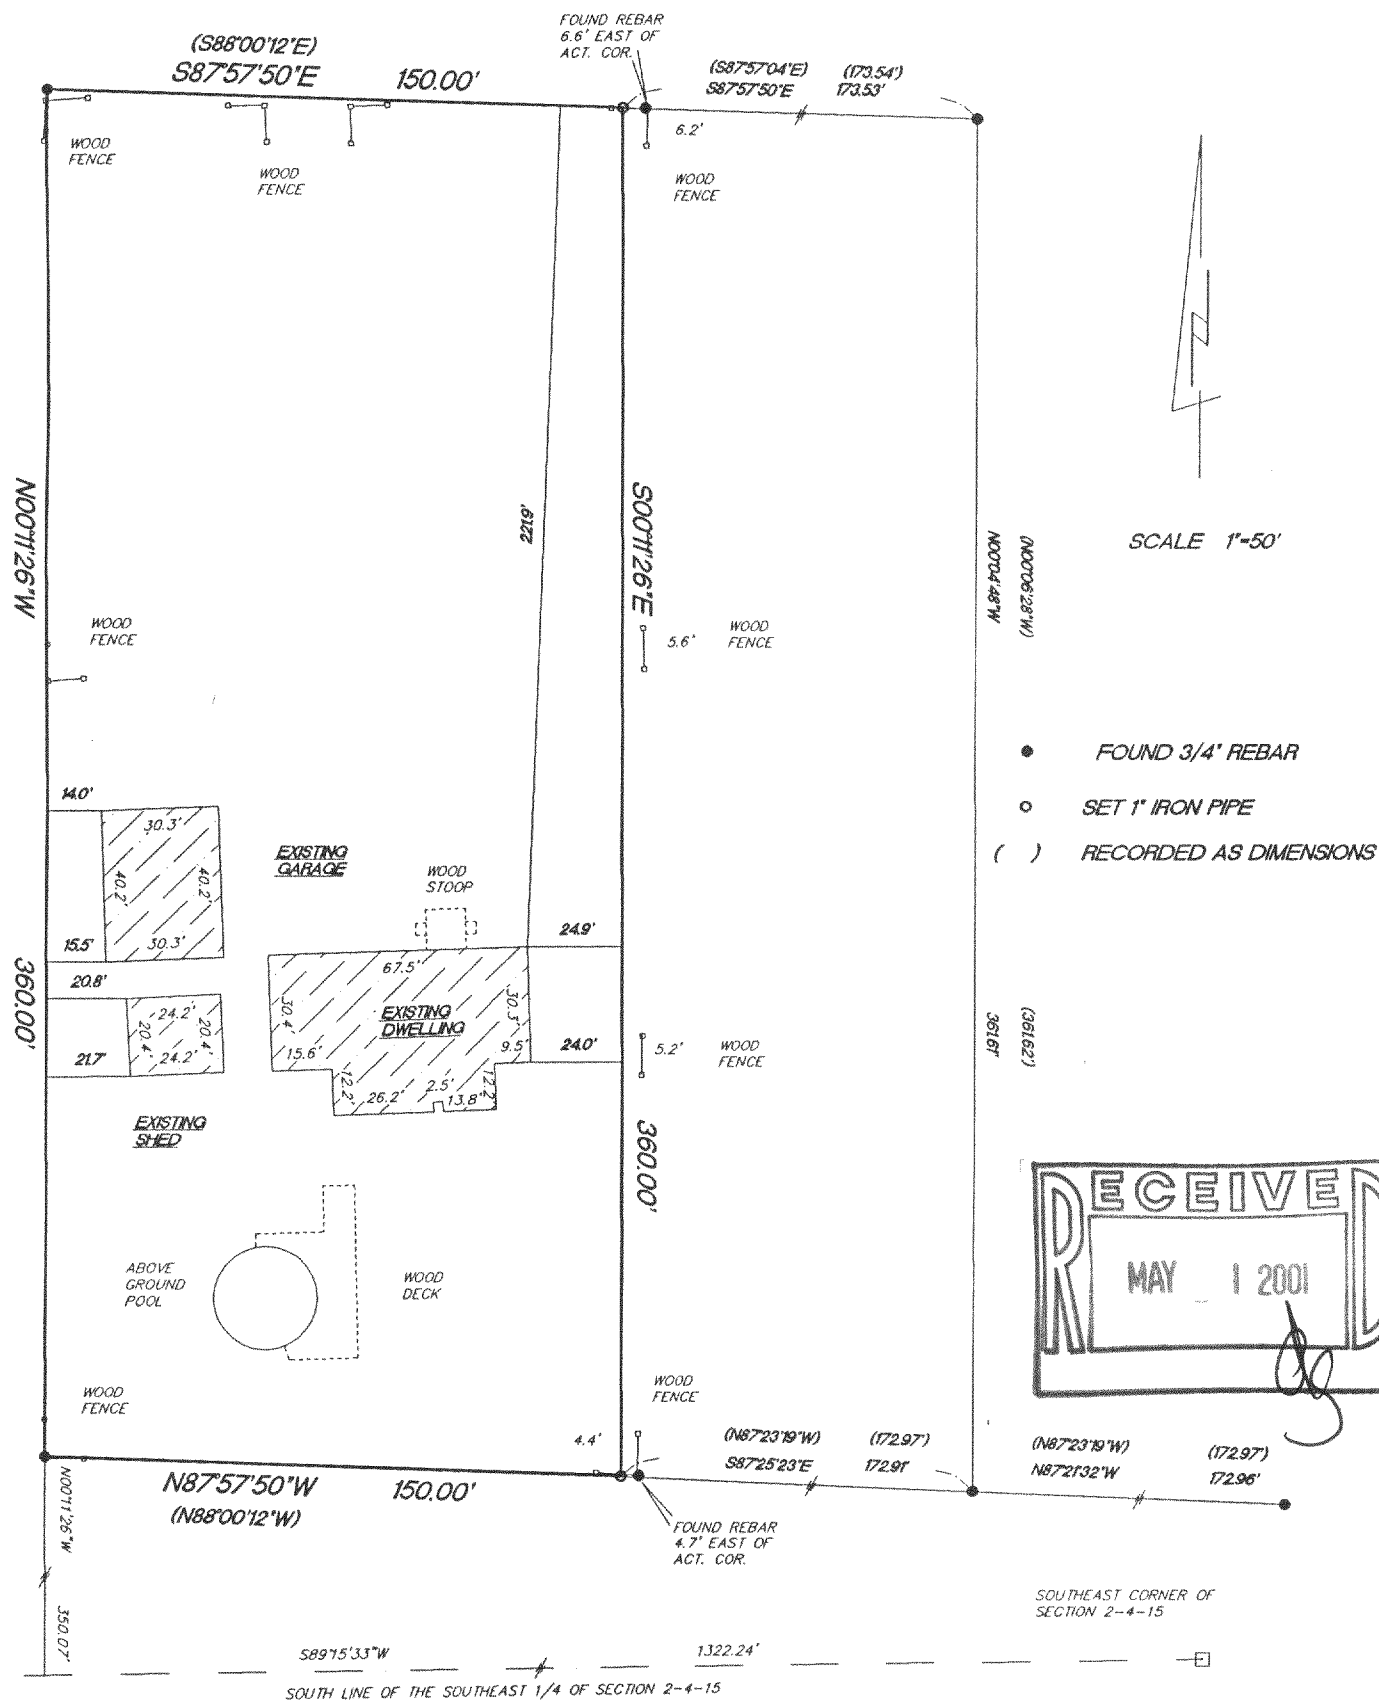 FOUND REBAR
6.6' EAST OF
ACT. COR.
(S88°00'12"E)
S87°57'50"E 150.00'
(S87°57'04"E) (173.54')
S87°57'50"E 173.53'
6.2'
WOOD
FENCE
WOOD
FENCE
WOOD
FENCE
N00°11'26"W
360.00'
221.9'
S00°11'26"E
360.00'
N00°04'48"W
(N00°06'28"W)
361.61'
(361.62')
SCALE 1"=50'
WOOD
FENCE
5.6'
WOOD
FENCE
FOUND 3/4" REBAR
SET 1" IRON PIPE
( ) RECORDED AS DIMENSIONS
14.0'
30.3'
40.2'
40.2'
30.3'
15.5'
EXISTING
GARAGE
WOOD
STOOP
24.9'
20.8'
24.2'
20.4'
20.4'
24.2'
21.7'
67.5'
30.4'
EXISTING
DWELLING
30.3'
15.6'
9.5'
24.0'
12.2'
26.2'
2.5'
13.8'
12.2'
5.2'
WOOD
FENCE
EXISTING
SHED
ABOVE
GROUND
POOL
WOOD
DECK
RECEIVED
MAY 1 2001
WOOD
FENCE
WOOD
FENCE
4.4'
(N87°23'19"W) (172.97')
S87°25'23"E 172.91'
(N87°23'19"W) (172.97')
N87°21'32"W 172.96'
N87°57'50"W 150.00'
(N88°00'12"W)
FOUND REBAR
4.7' EAST OF
ACT. COR.
N00°11'26"W
350.07'
SOUTHEAST CORNER OF
SECTION 2-4-15
S89°15'33"W 1322.24'
SOUTH LINE OF THE SOUTHEAST 1/4 OF SECTION 2-4-15